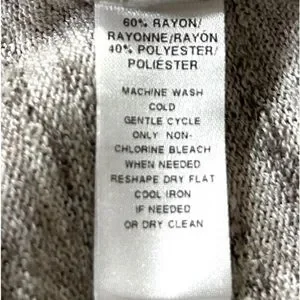 60% RAYON/
RAYONNE/RAYÓN
40% POLYESTER/
POLIÉSTER
MACHINE WASH
COLD
GENTLE CYCLE
ONLY NON-
CHLORINE BLEACH
WHEN NEEDED
RESHAPE DRY FLAT
COOL IRON
IF NEEDED
OR DRY CLEAN